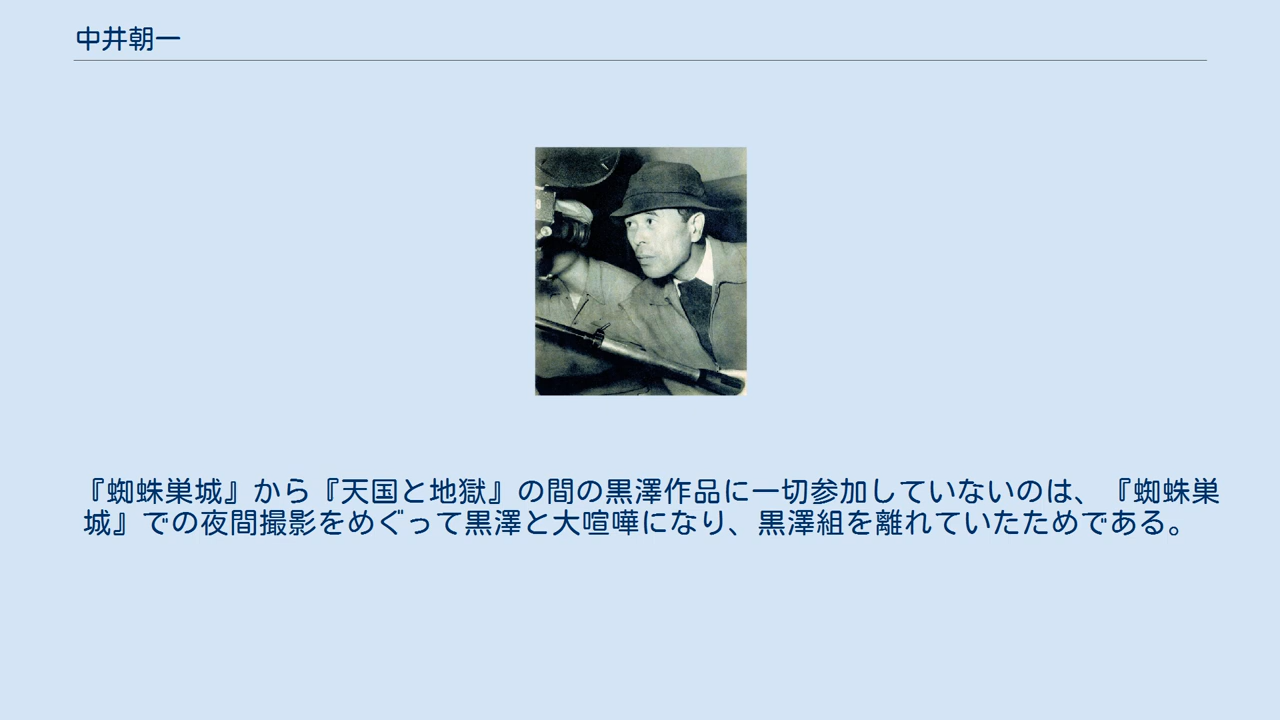 中井朝一
『蜘蛛巣城』から『天国と地獄』の間の黒澤作品に一切参加していないのは、『蜘蛛巣
城』での夜間撮影をめぐって黒澤と大喧嘩になり、黒澤組を離れていたためである。